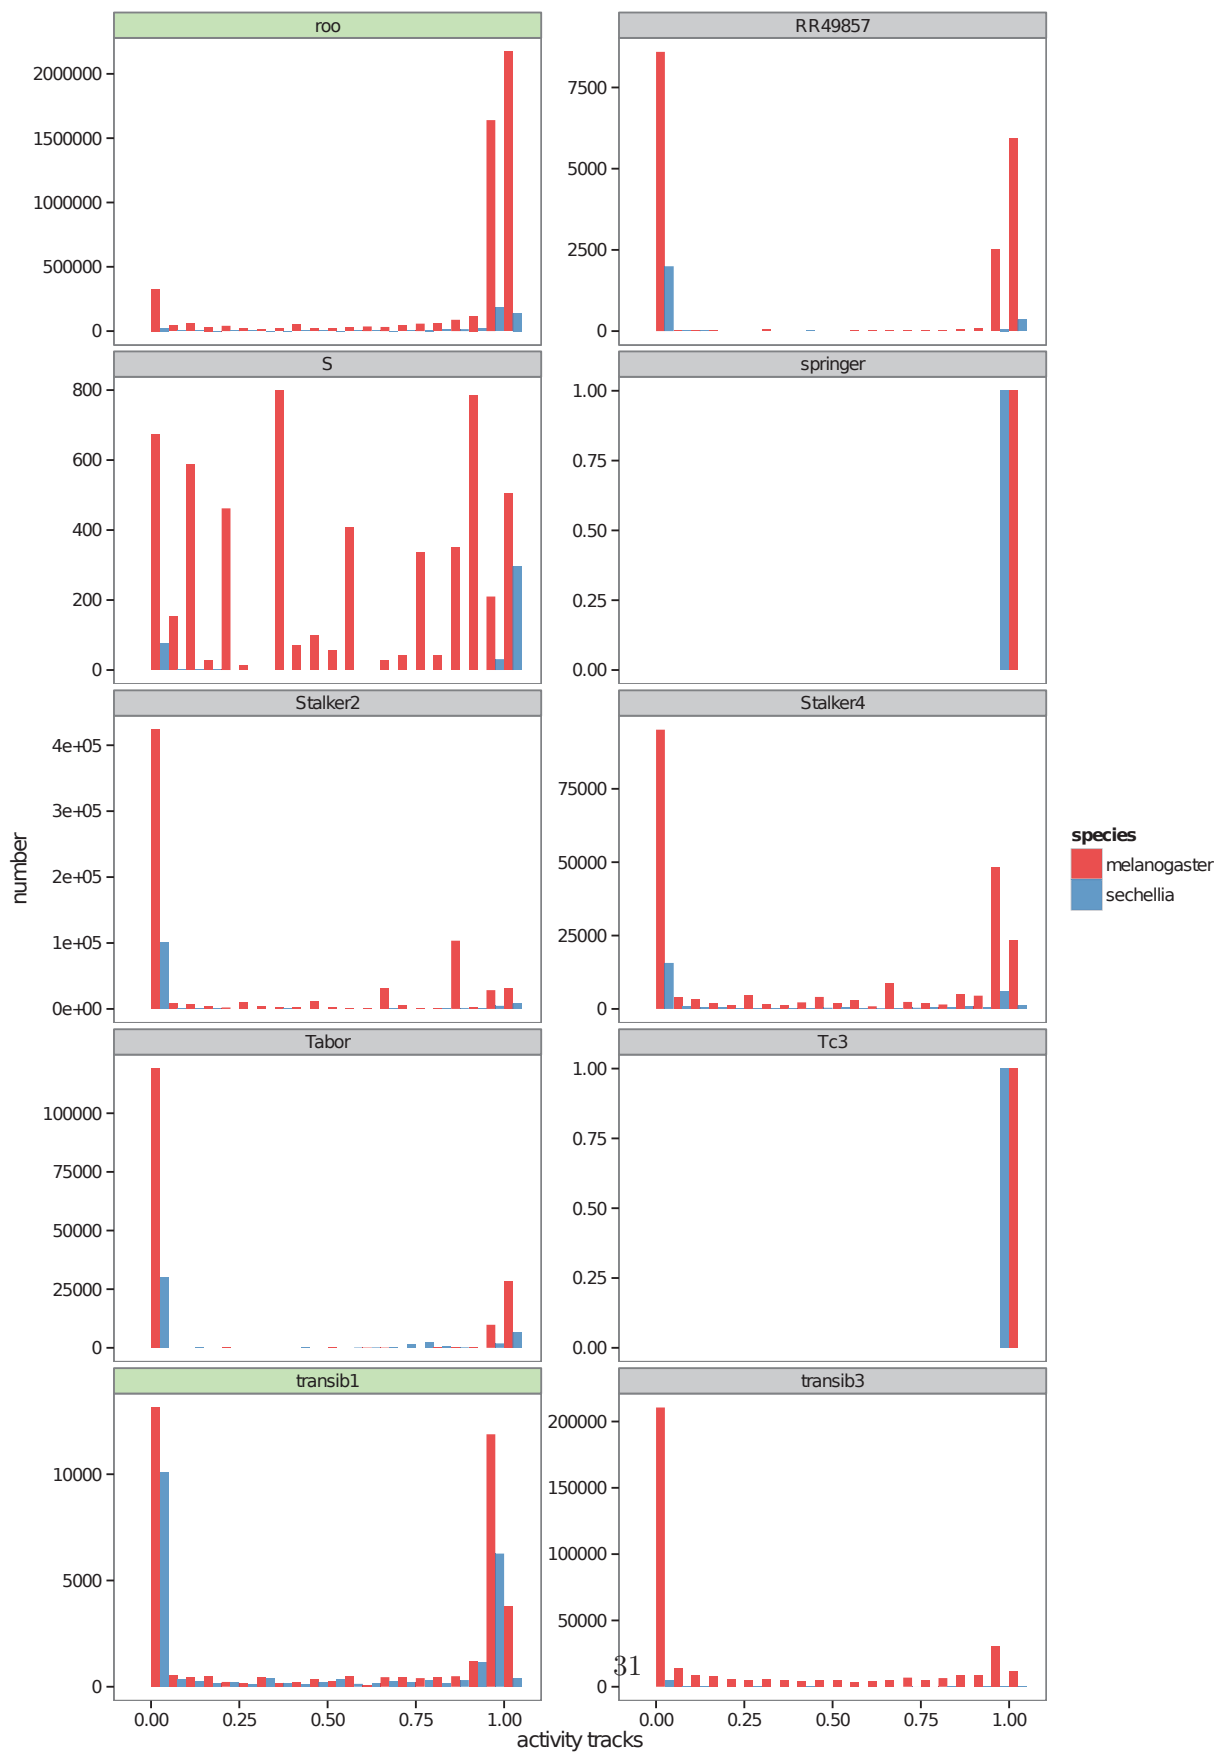 roo
2000000
1500000
1000000
500000
0
RR49857
7500
5000
2500
0
S
800
600
400
200
0
springer
1.00
0.75
0.50
0.25
0.00
Stalker2
4e+05
3e+05
2e+05
1e+05
0e+00
Stalker4
75000
50000
25000
0
number
species
melanogaster
sechellia
Tabor
100000
75000
50000
25000
0
Tc3
1.00
0.75
0.50
0.25
0.00
transib1
10000
5000
0
transib3
200000
150000
100000
50000
0
31
0.00 0.25 0.50 0.75 1.00
0.00 0.25 0.50 0.75 1.00
activity tracks